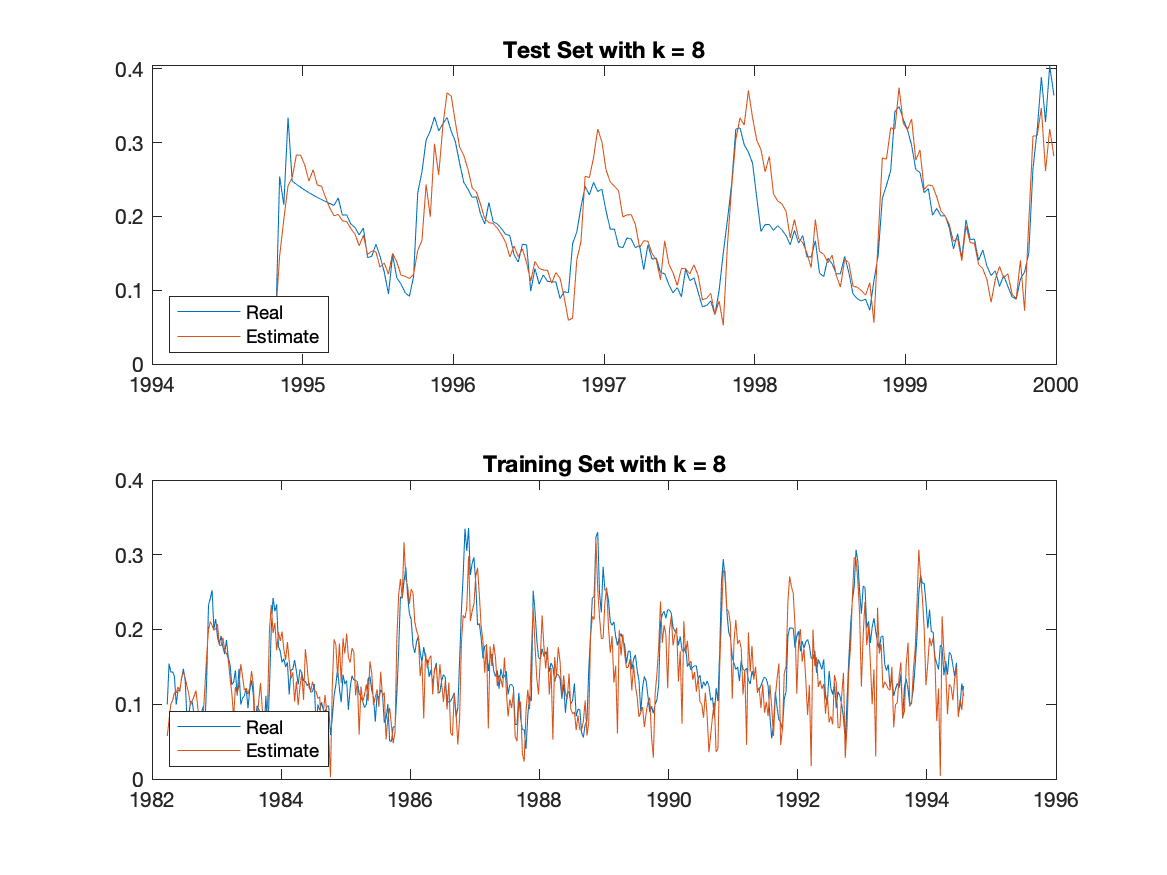 Test Set with k = 8
0.4
0.3
0.2
0.1
0
Real
Estimate
1994 1995 1996 1997 1998 1999 2000
Training Set with k = 8
0.4
0.3
0.2
0.1
0
Real
Estimate
1982 1984 1986 1988 1990 1992 1994 1996